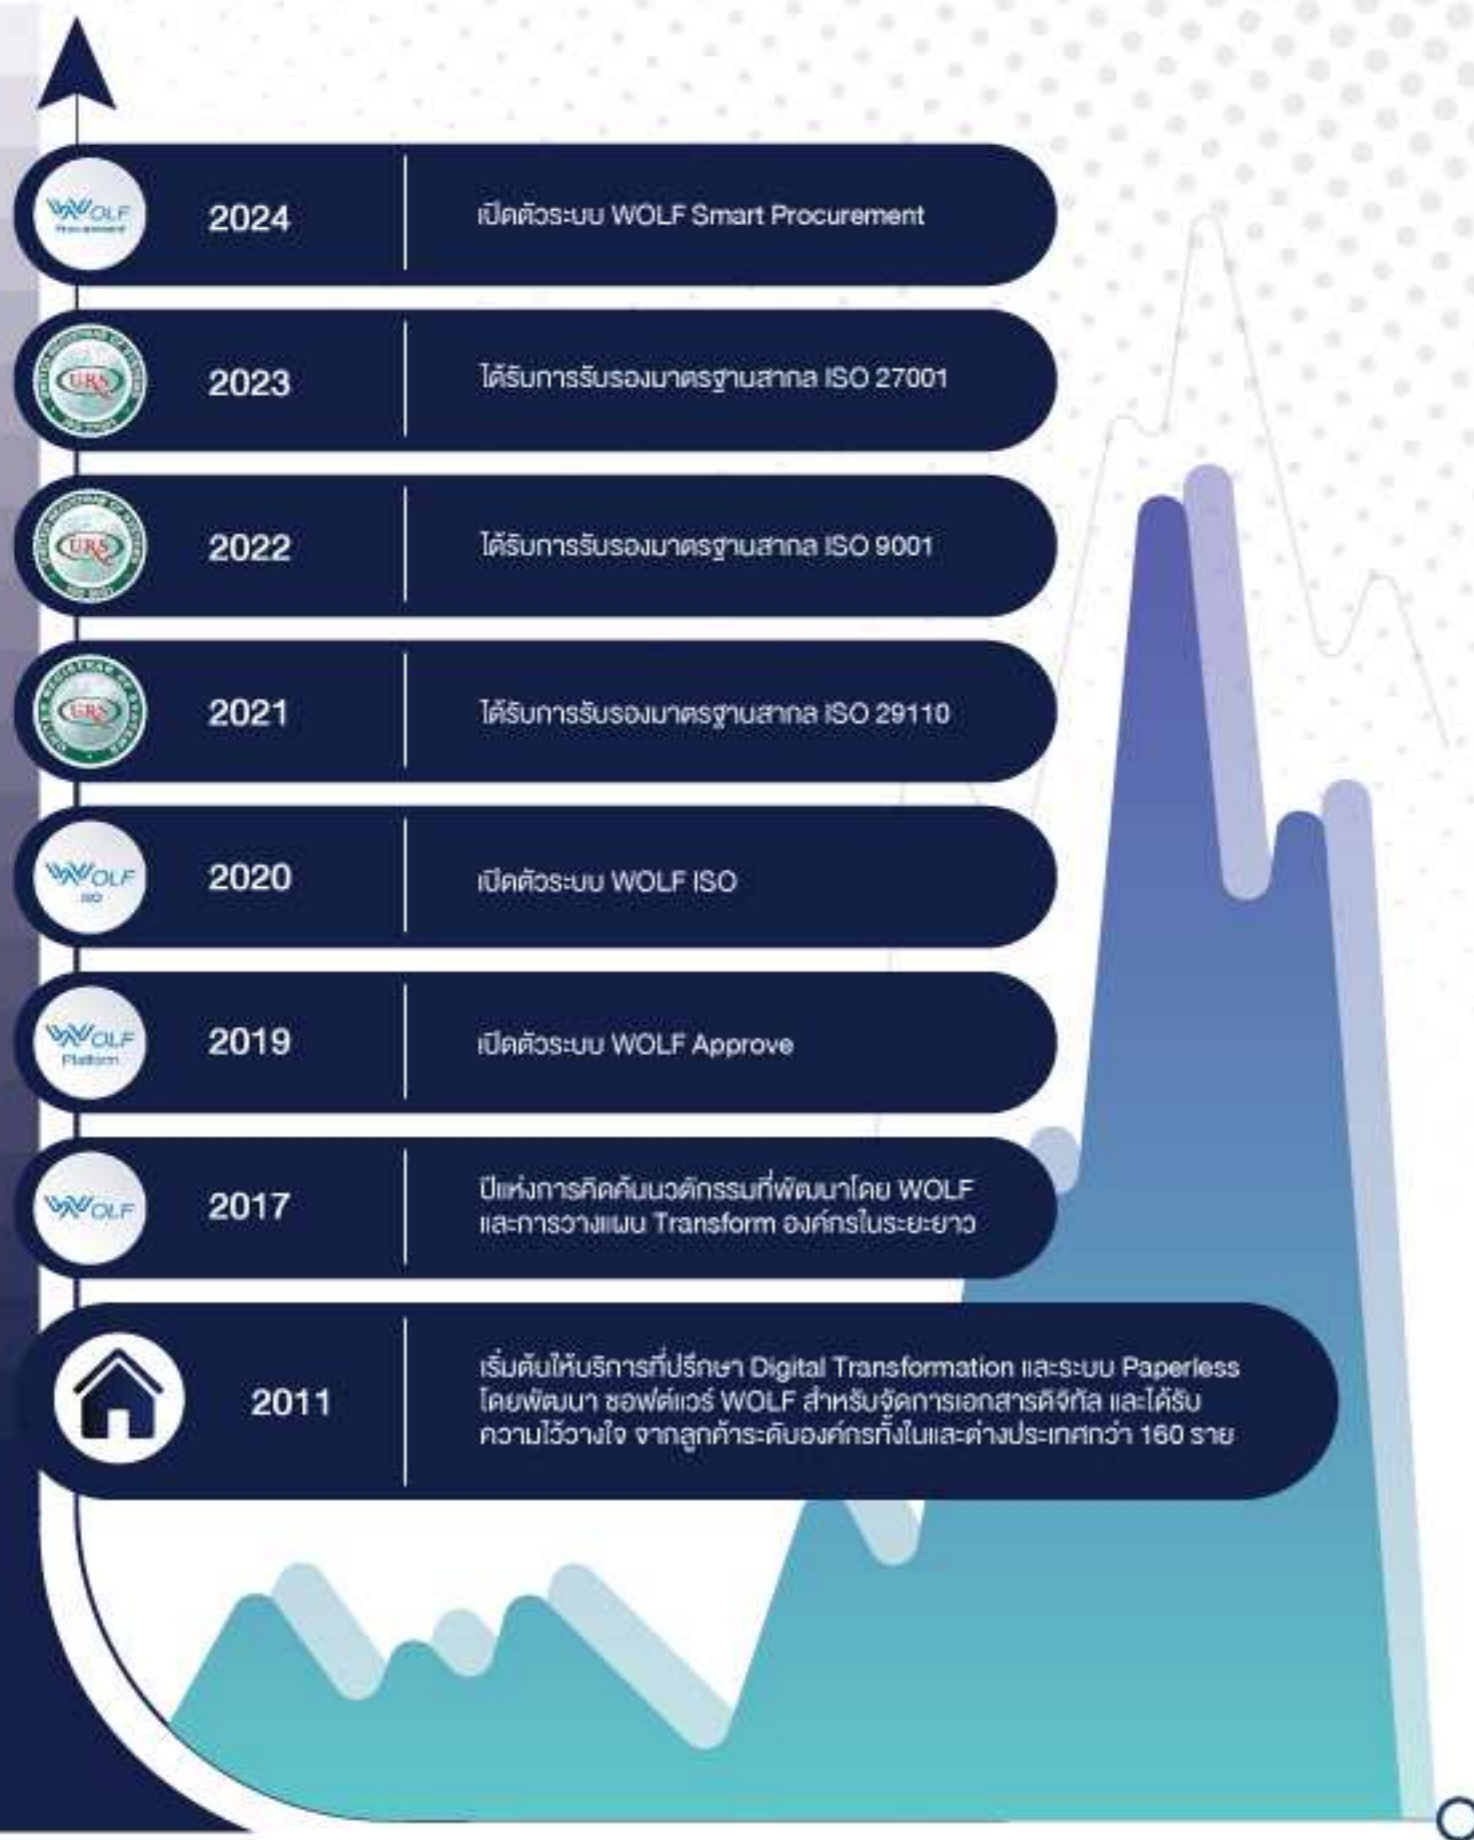 WOLF
Procurement
2024
เปิดตัวระบบ WOLF Smart Procurement
URS
2023
ได้รับการรับรองมาตรฐานสากล ISO 27001
URS
2022
ได้รับการรับรองมาตรฐานสากล ISO 9001
URS
2021
ได้รับการรับรองมาตรฐานสากล ISO 29110
WOLF
ISO
2020
เปิดตัวระบบ WOLF ISO
WOLF
Platform
2019
เปิดตัวระบบ WOLF Approve
WOLF
2017
ปีแห่งการคิดค้นนวัตกรรมที่พัฒนาโดย WOLF
และการวางแผน Transform องค์กรในระยะยาว
2011
เริ่มต้นให้บริการที่ปรึกษา Digital Transformation และระบบ Paperless
โดยพัฒนา ซอฟต์แวร์ WOLF สำหรับจัดการเอกสารดิจิทัล และได้รับ
ความไว้วางใจ จากลูกค้าระดับองค์กรทั้งในและต่างประเทศกว่า 160 ราย